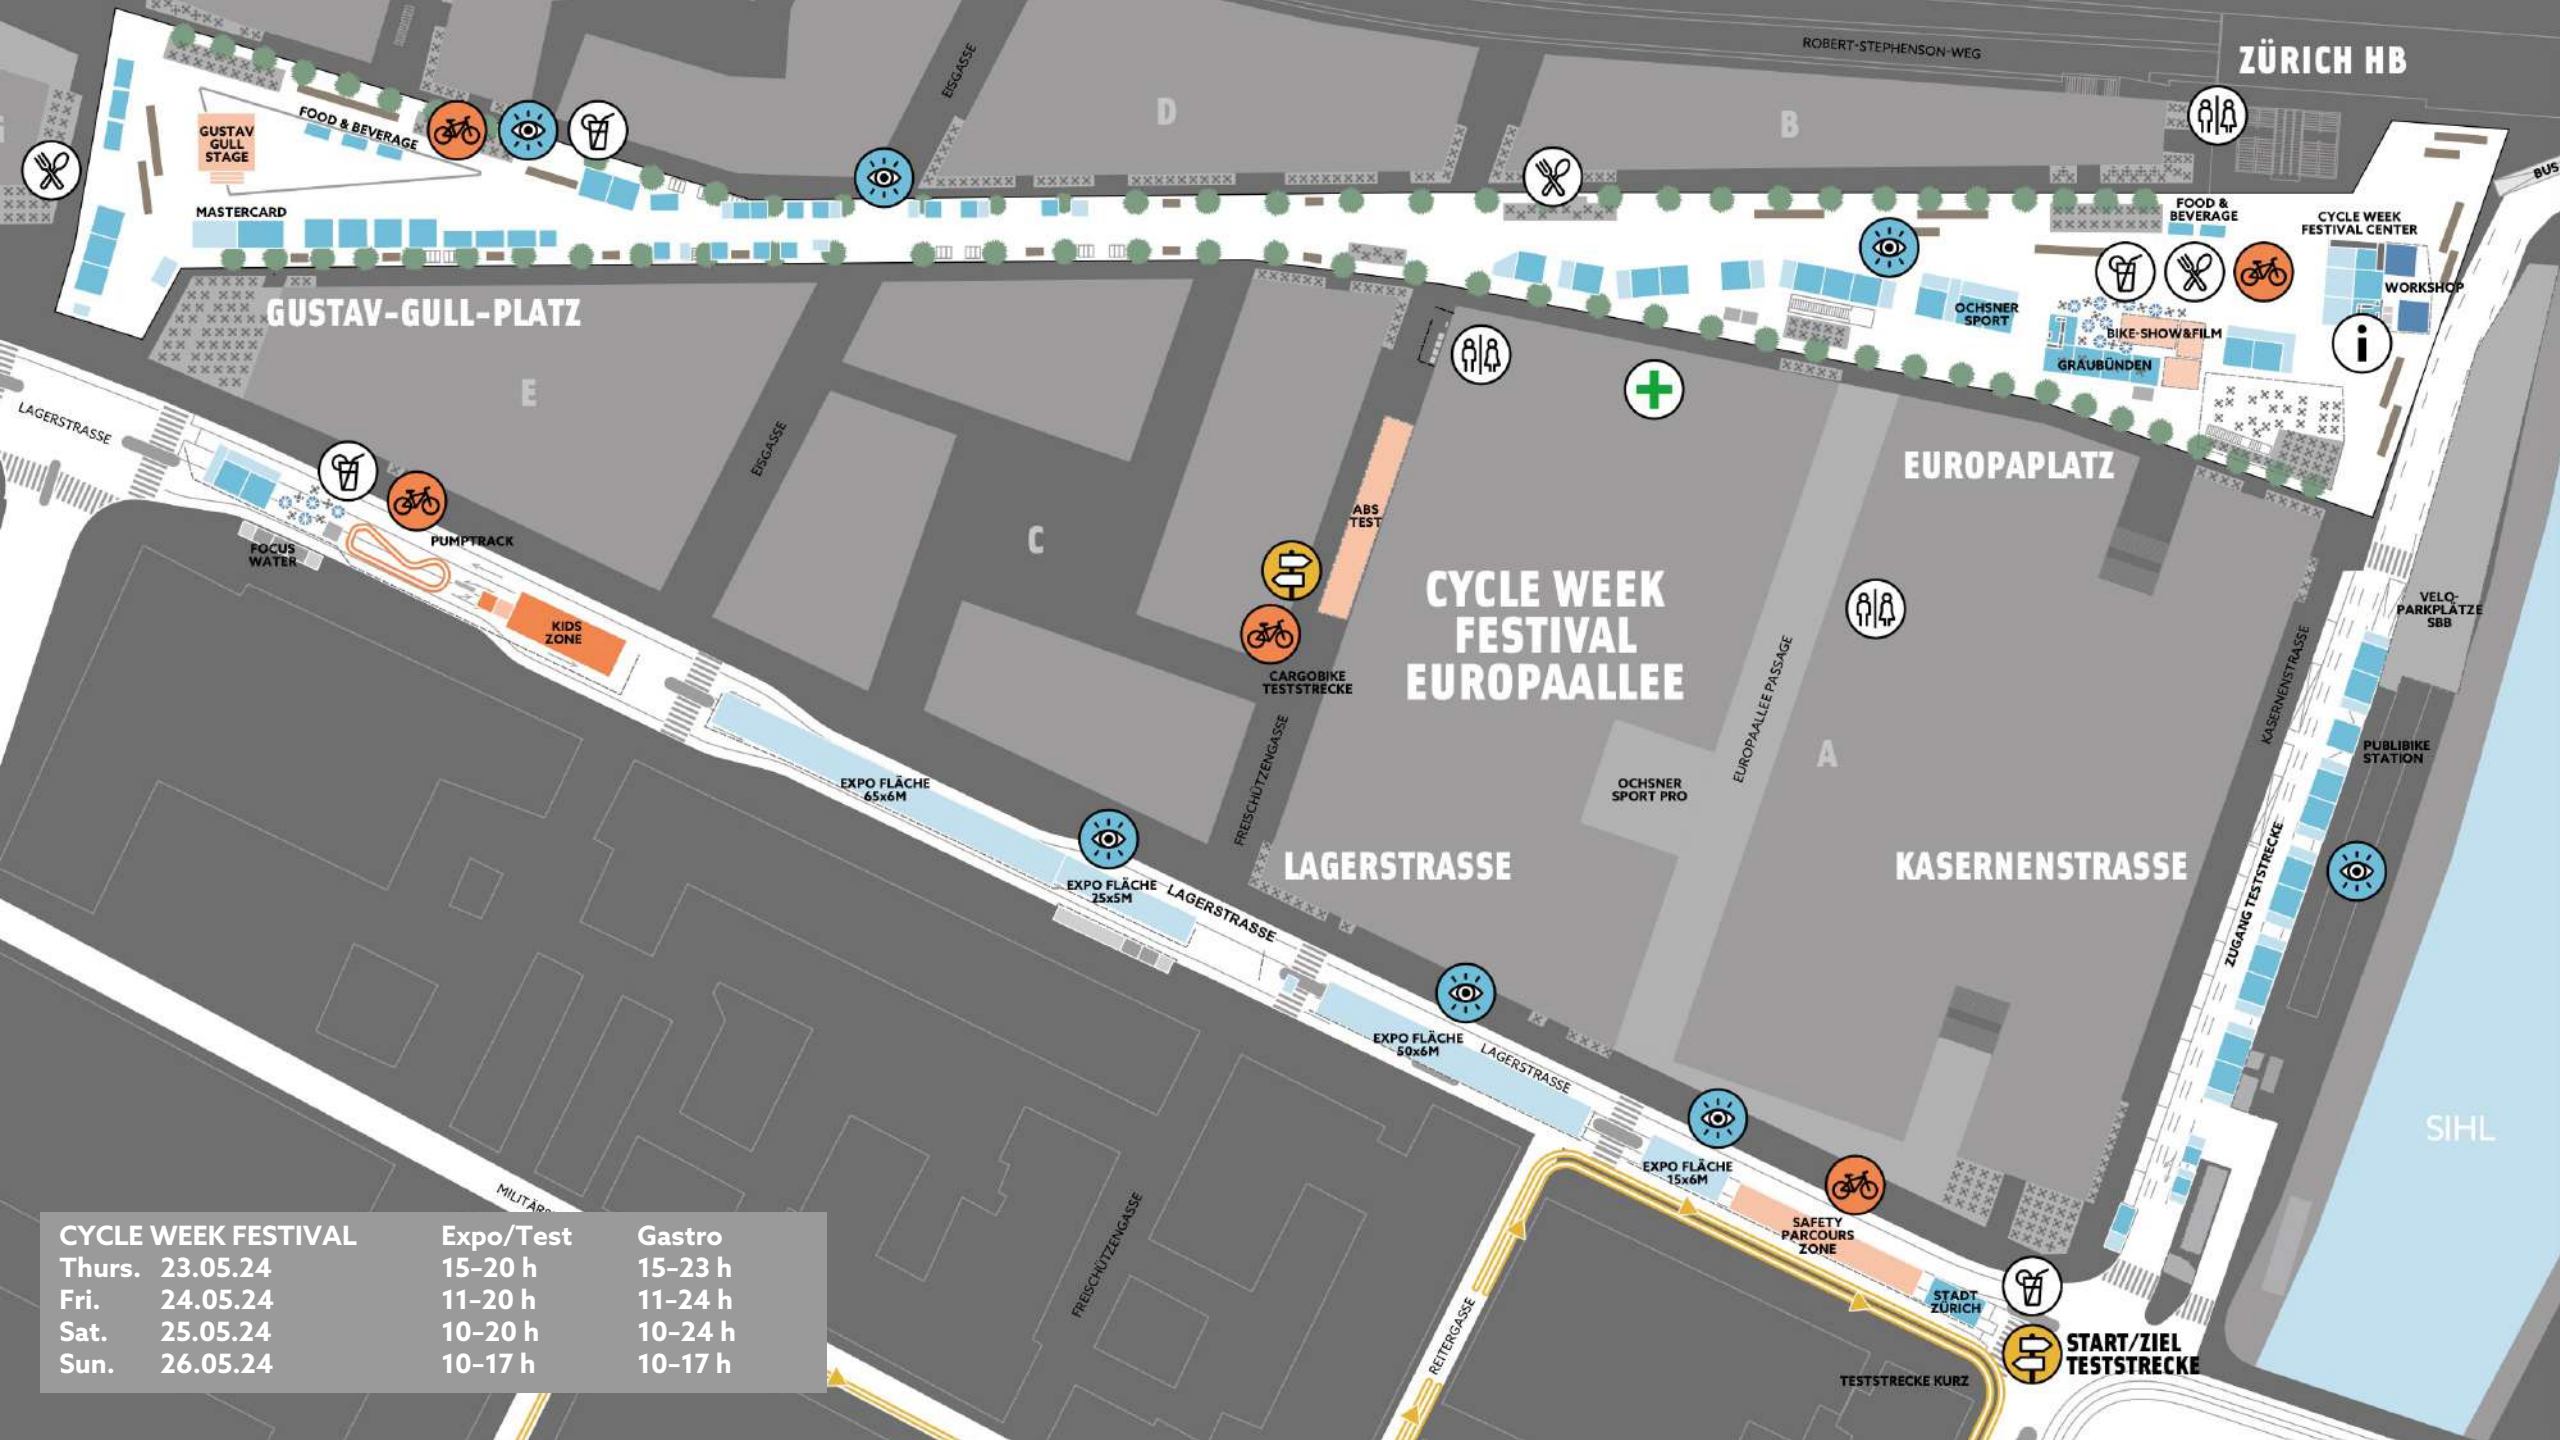 ROBERT-STEPHENSON-WEG
ZÜRICH HB
BUS
EISGASSE
D
B
GUSTAV
GULL
STAGE
FOOD & BEVERAGE
MASTERCARD
FOOD &
BEVERAGE
CYCLE WEEK
FESTIVAL CENTER
WORKSHOP
OCHSNER
SPORT
BIKE-SHOW&FILM
GRAUBÜNDEN
i
GUSTAV-GULL-PLATZ
E
LAGERSTRASSE
EISGASSE
C
EUROPAPLATZ
ABS
TEST
FOCUS
WATER
PUMPTRACK
KIDS
ZONE
CYCLE WEEK
FESTIVAL
EUROPAALLEE
CARGOBIKE
TESTSTRECKE
FREISCHÜTZENGASSE
EUROPAALLEE PASSAGE
A
OCHSNER
SPORT PRO
KASERNENSTRASSE
VELO-
PARKPLÄTZE
SBB
PUBLIBIKE
STATION
ZUGANG TESTSTRECKE
EXPO FLÄCHE
65x6M
EXPO FLÄCHE
25x5M
LAGERSTRASSE
LAGERSTRASSE
KASERNENSTRASSE
EXPO FLÄCHE
50x6M
LAGERSTRASSE
EXPO FLÄCHE
15x6M
SAFETY
PARCOURS
ZONE
STADT
ZÜRICH
SIHL
START/ZIEL
TESTSTRECKE
TESTSTRECKE KURZ
REITERGASSE
FREISCHÜTZENGASSE
MILITÄRS
CYCLE WEEK FESTIVAL Expo/Test Gastro
Thurs. 23.05.24 15–20 h 15–23 h
Fri. 24.05.24 11–20 h 11–24 h
Sat. 25.05.24 10–20 h 10–24 h
Sun. 26.05.24 10–17 h 10–17 h